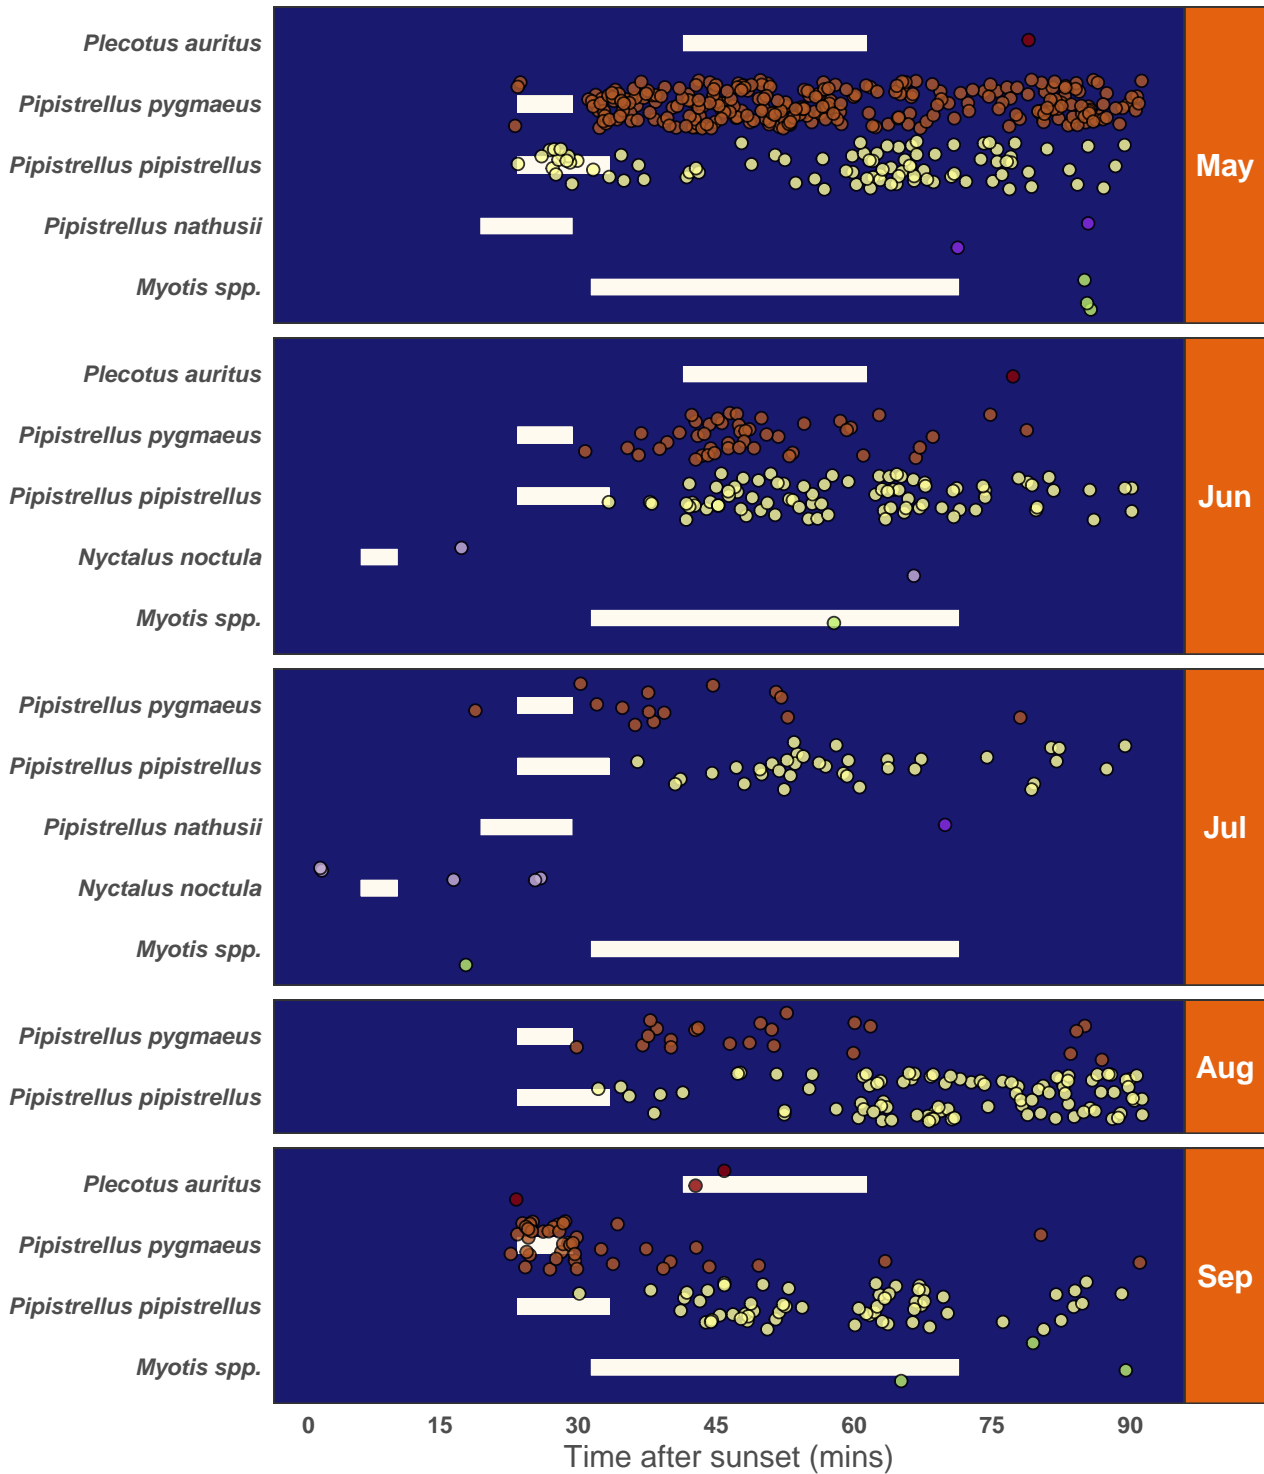 Plecotus auritus
Pipistrellus pygmaeus
Pipistrellus pipistrellus
Pipistrellus nathusii
Myotis spp.
May
Plecotus auritus
Pipistrellus pygmaeus
Pipistrellus pipistrellus
Nyctalus noctula
Myotis spp.
Jun
Pipistrellus pygmaeus
Pipistrellus pipistrellus
Pipistrellus nathusii
Nyctalus noctula
Myotis spp.
Jul
Pipistrellus pygmaeus
Pipistrellus pipistrellus
Aug
Plecotus auritus
Pipistrellus pygmaeus
Pipistrellus pipistrellus
Myotis spp.
Sep
0 15 30 45 60 75 90
Time after sunset (mins)